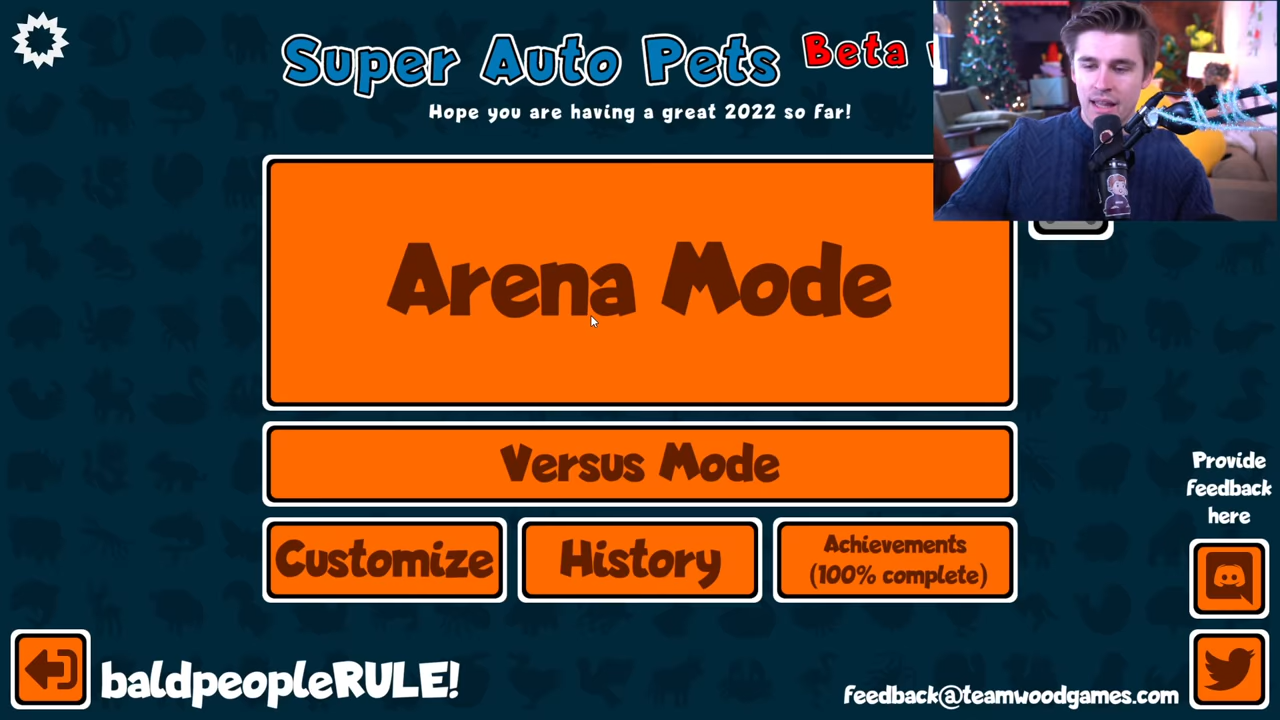 Super Auto Pets Beta
Hope you are having a great 2022 so far!
Arena Mode
Versus Mode
Customize
History
Achievements
(100% complete)
Provide
feedback
here
baldpeopleRULE!
feedback@teamwoodgames.com